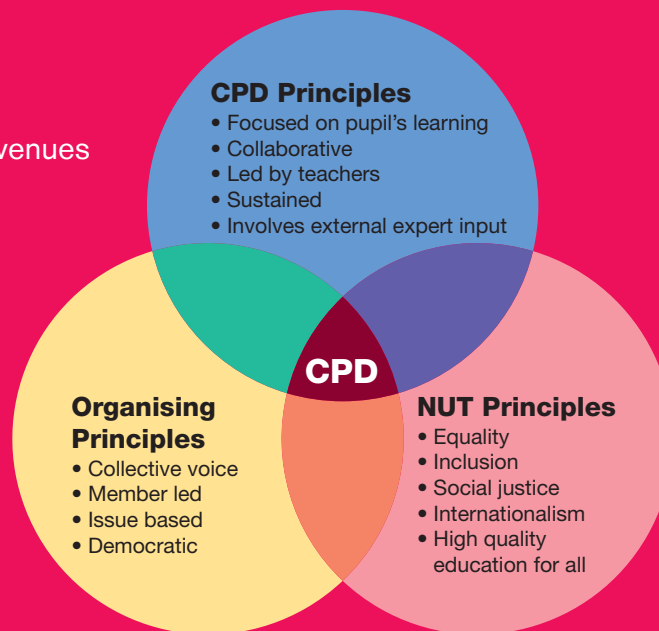 CPD Principles
• Focused on pupil's learning
venues
• Collaborative
• Led by teachers
• Sustained
• Involves external expert input
CPD
Organising
Principles
• Collective voice
• Member led
• Issue based
• Democratic
NUT Principles
• Equality
• Inclusion
• Social justice
• Internationalism
• High quality
education for all